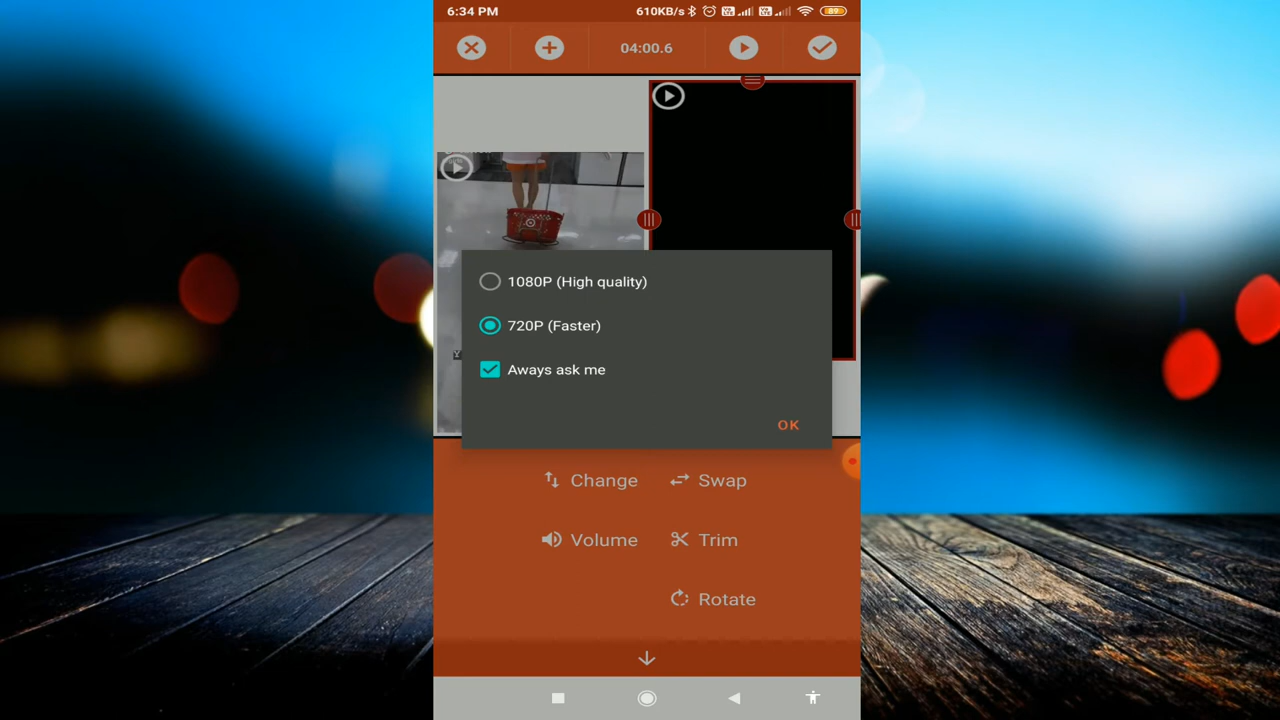 6:34 PM
610KB/s
89
04:00.6
1080P (High quality)
720P (Faster)
Aways ask me
OK
Change
Swap
Volume
Trim
Rotate